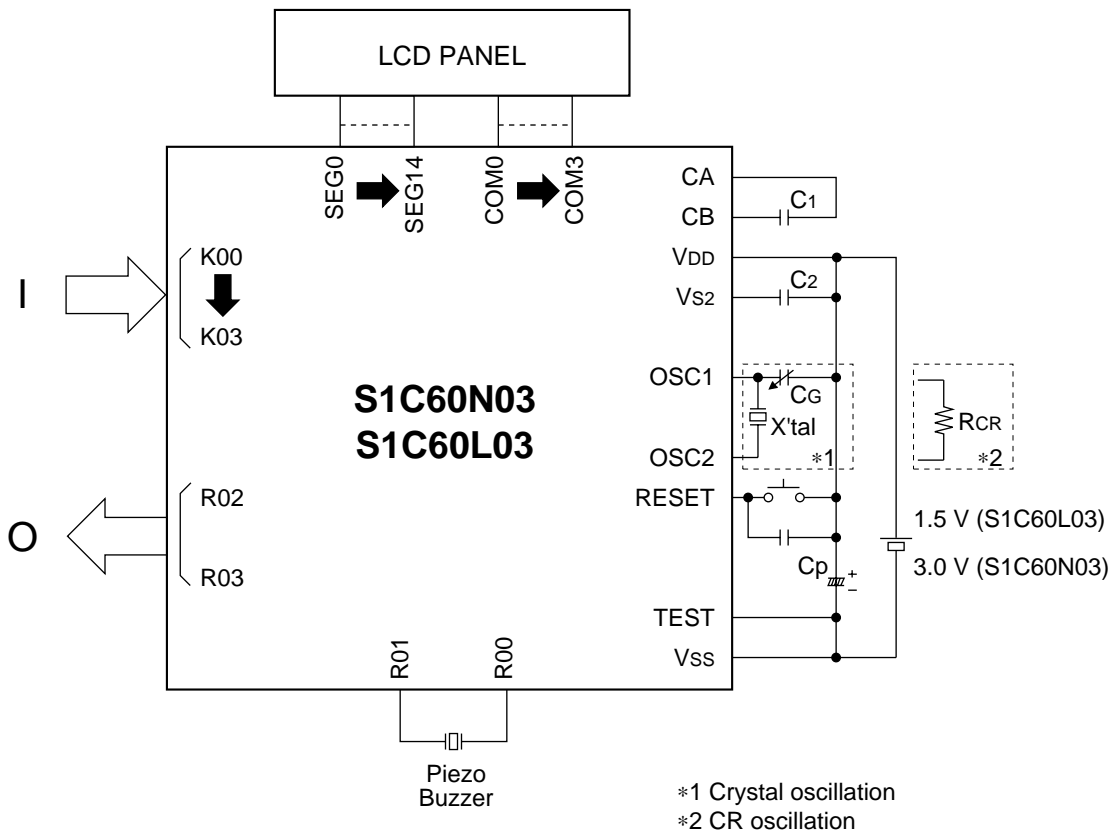 LCD PANEL
SEG0
SEG14
COM0
COM3
CA
CB
C1
VDD
VS2
C2
I
K00
K03
S1C60N03
S1C60L03
OSC1
CG
X'tal
OSC2
*1
RCR
*2
RESET
O
R02
R03
Cp
+
–
1.5 V (S1C60L03)
3.0 V (S1C60N03)
TEST
VSS
R01
R00
Piezo
Buzzer
*1 Crystal oscillation
*2 CR oscillation